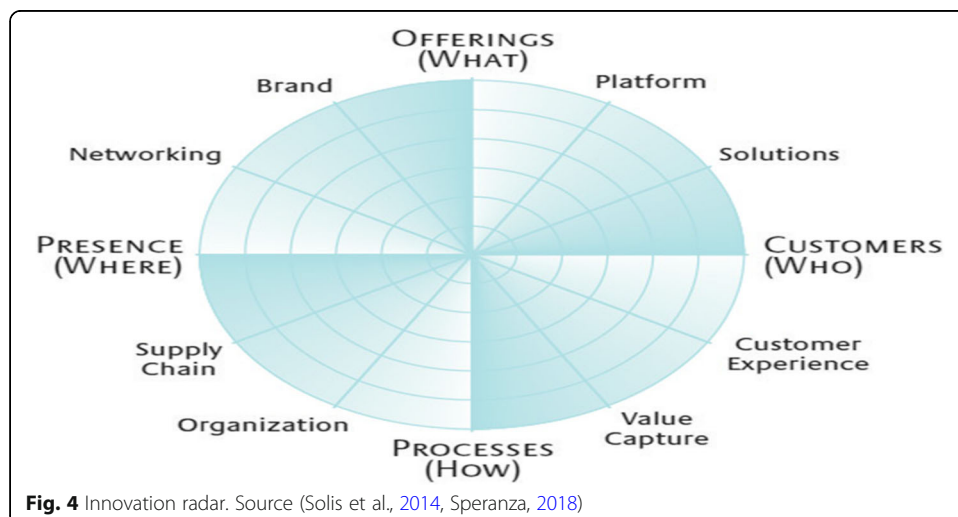 OFFERINGS
(WHAT)
Brand
Platform
Networking
Solutions
PRESENCE
(WHERE)
CUSTOMERS
(WHO)
Supply
Chain
Customer
Experience
Organization
Value
Capture
PROCESSES
(HOW)
Fig. 4 Innovation radar. Source (Solis et al., 2014, Speranza, 2018)